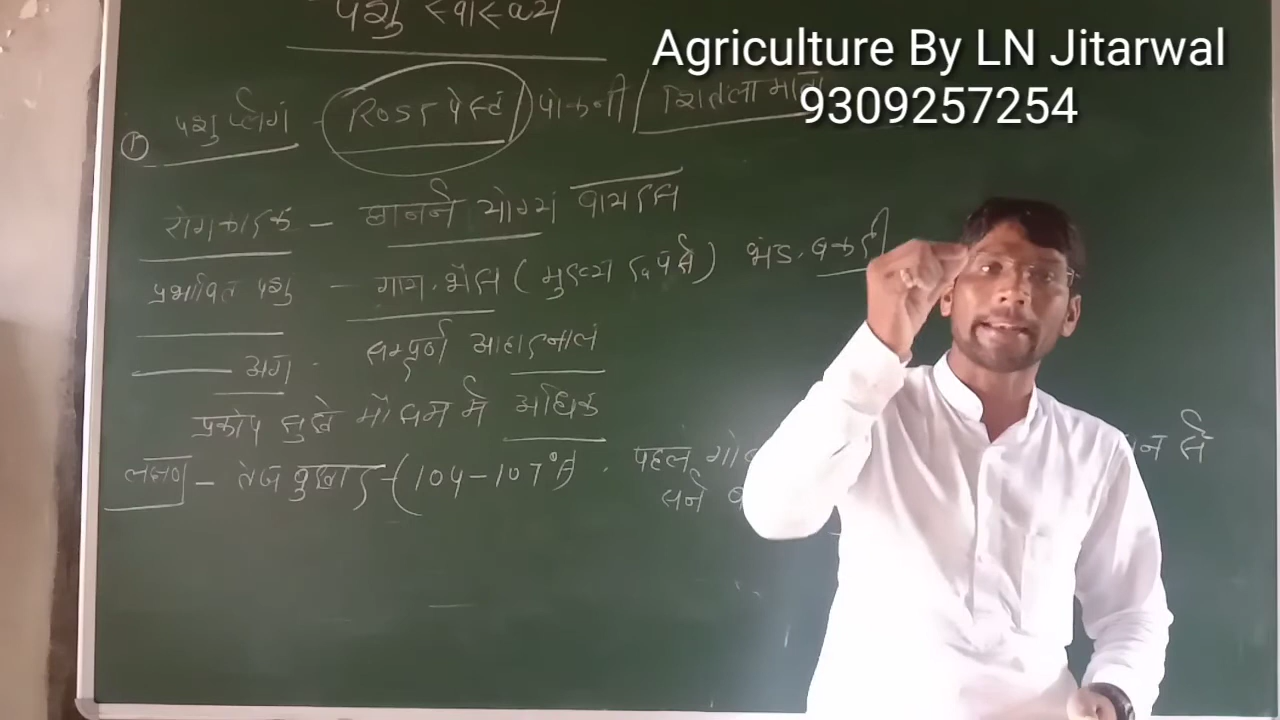 पशु स्वास्थ्य
Agriculture By LN Jitarwal
9309257254
① पशु प्लेग - पोकनी / शितला माता
रोगकारक - छानने योग्य वायरस
प्रभावित पशु - गाय, भैंस ( मुख्य रूप से ) भेड, बकरी
अंग - सम्पूर्ण आहारनाल
प्रकोप सुखे मौसम में अधिक
लक्षण - तेज बुखार - ( 104-107°F ) . पहले